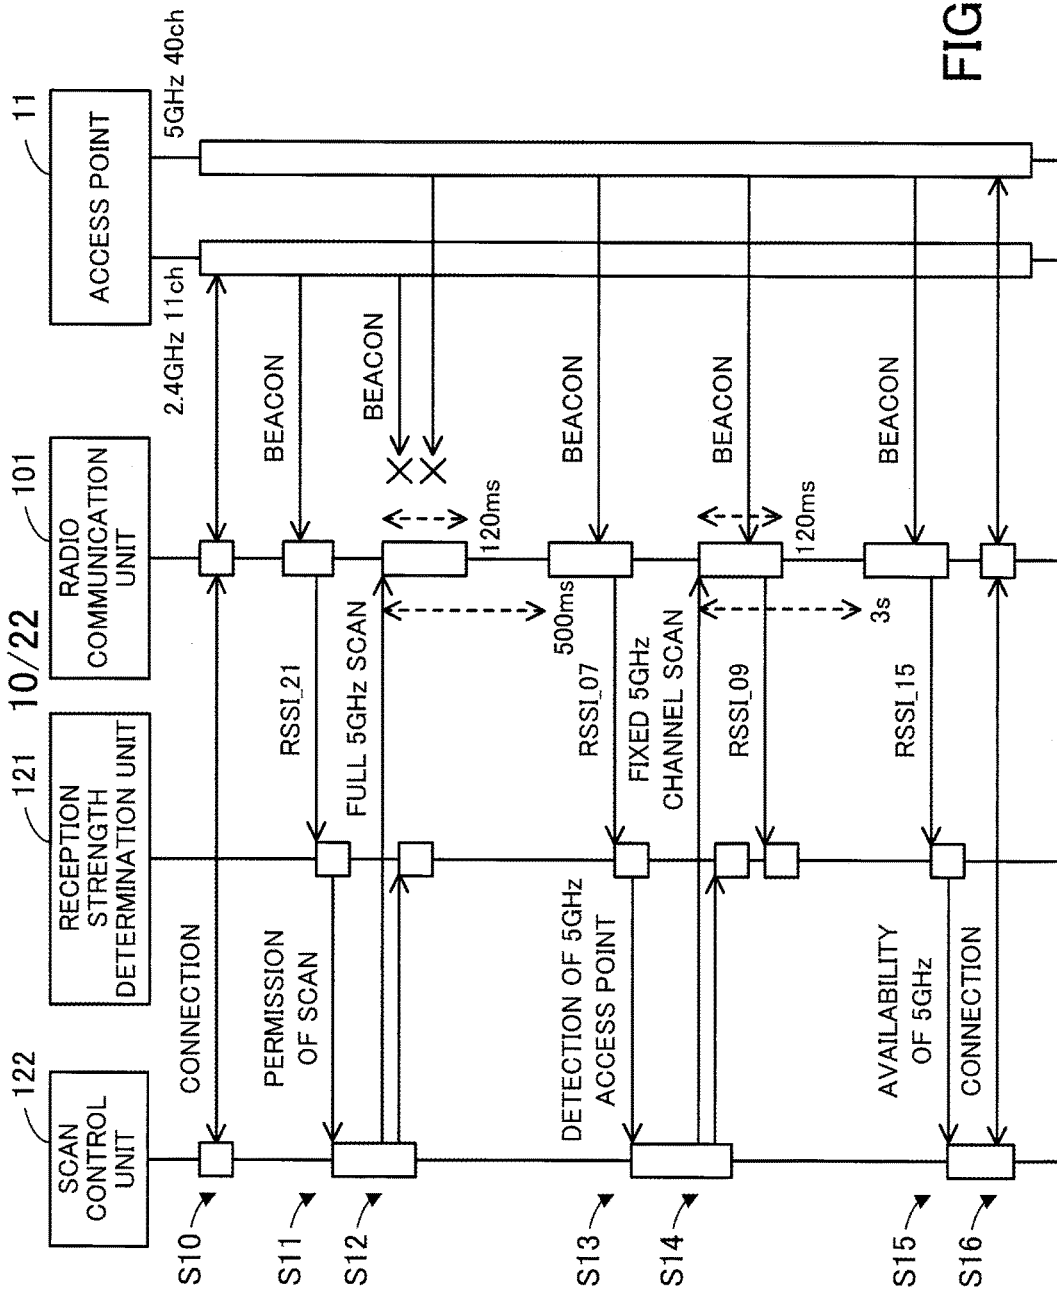 10/22
122
SCAN
CONTROL
UNIT
121
RECEPTION
STRENGTH
DETERMINATION UNIT
101
RADIO
COMMUNICATION
UNIT
11
ACCESS POINT
2.4GHz 11ch
5GHz 40ch
S10
CONNECTION
S11
BEACON
RSSI_21
PERMISSION
OF SCAN
S12
FULL 5GHz SCAN
BEACON
120ms
500ms
S13
BEACON
RSSI_07
DETECTION OF 5GHz
ACCESS POINT
S14
FIXED 5GHz
CHANNEL SCAN
BEACON
RSSI_09
120ms
3s
S15
BEACON
RSSI_15
AVAILABILITY
OF 5GHz
S16
CONNECTION
FIG